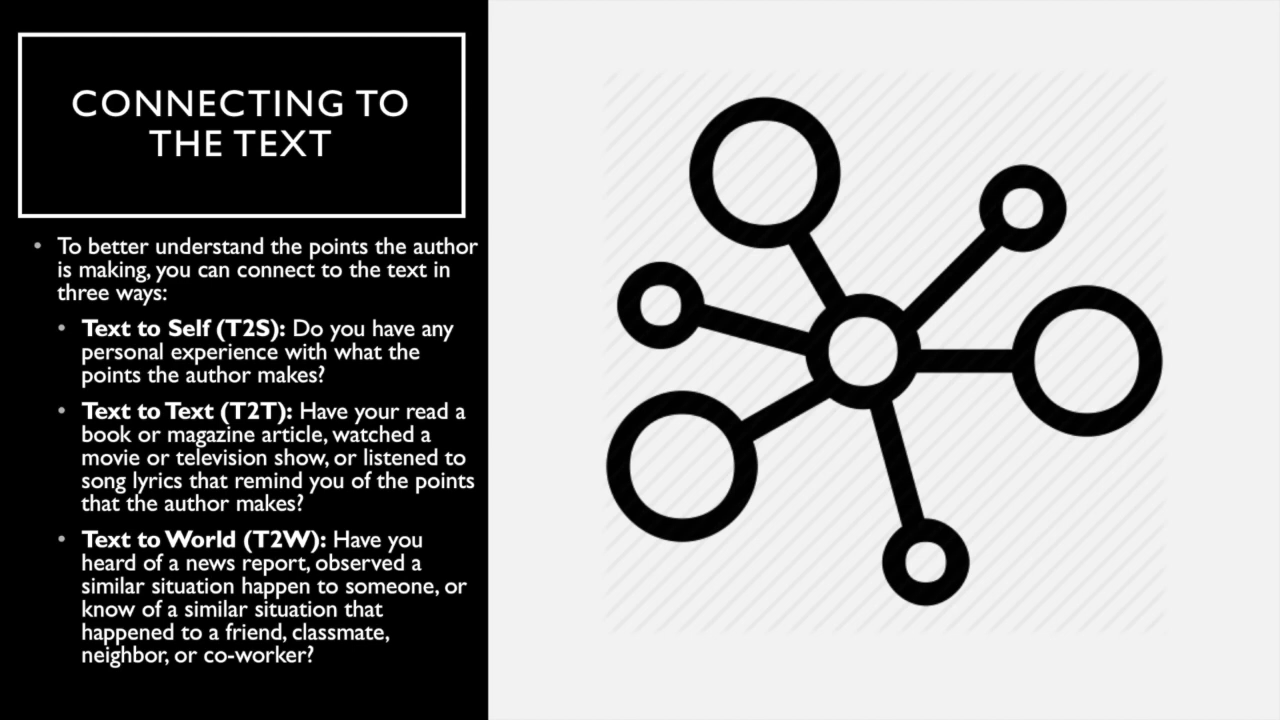 CONNECTING TO
THE TEXT
• To better understand the points the author
is making, you can connect to the text in
three ways:
• Text to Self (T2S): Do you have any
personal experience with what the
points the author makes?
• Text to Text (T2T): Have your read a
book or magazine article, watched a
movie or television show, or listened to
song lyrics that remind you of the points
that the author makes?
• Text to World (T2W): Have you
heard of a news report, observed a
similar situation happen to someone, or
know of a similar situation that
happened to a friend, classmate,
neighbor, or co-worker?